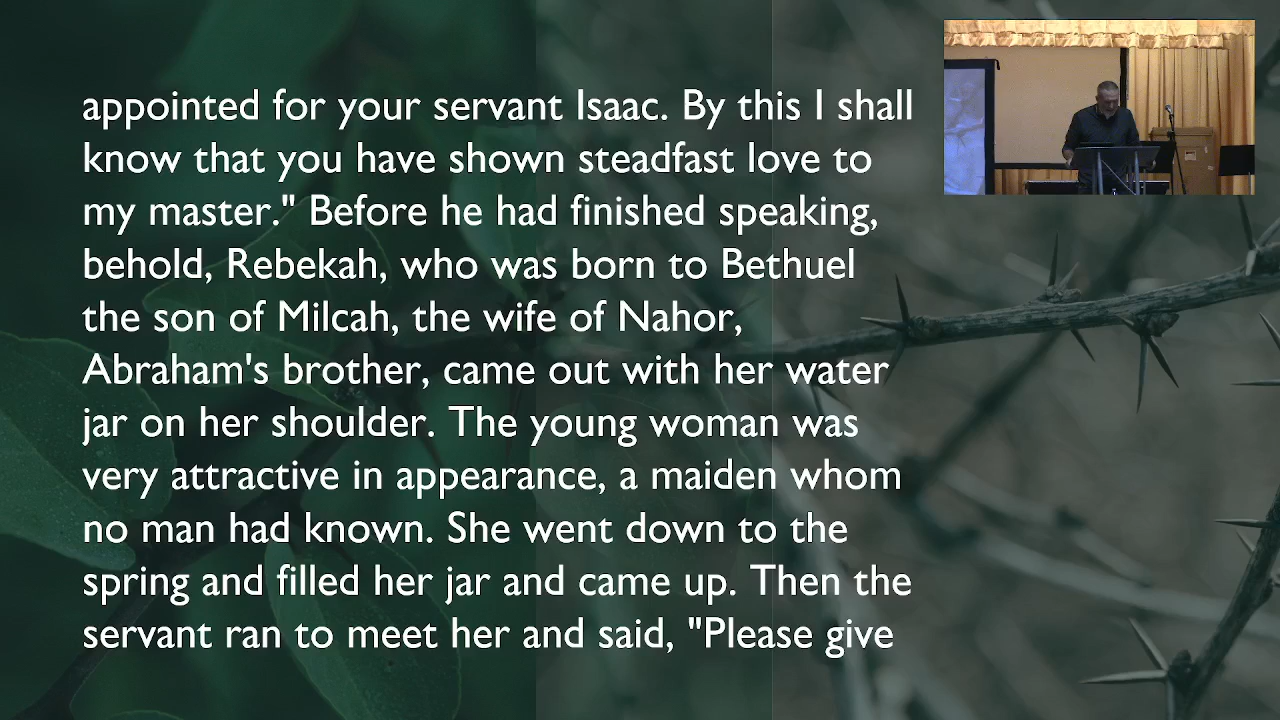 appointed for your servant Isaac. By this I shall
know that you have shown steadfast love to
my master." Before he had finished speaking,
behold, Rebekah, who was born to Bethuel
the son of Milcah, the wife of Nahor,
Abraham's brother, came out with her water
jar on her shoulder. The young woman was
very attractive in appearance, a maiden whom
no man had known. She went down to the
spring and filled her jar and came up. Then the
servant ran to meet her and said, "Please give